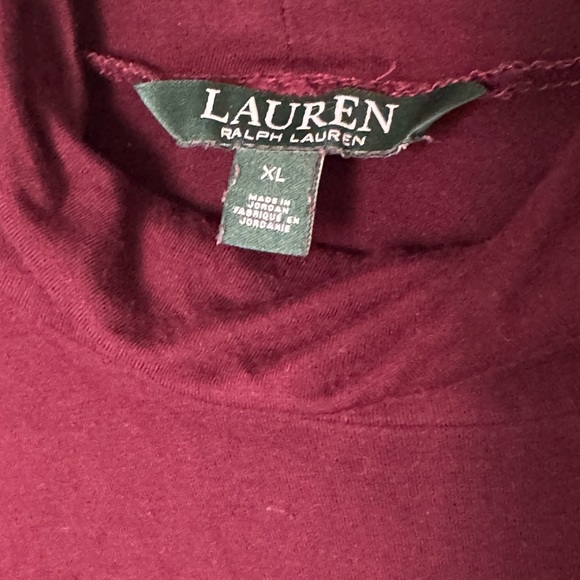 LAUREN
RALPH LAUREN
XL
MADE IN
JORDAN
FABRIQUÉ EN
JORDANIE